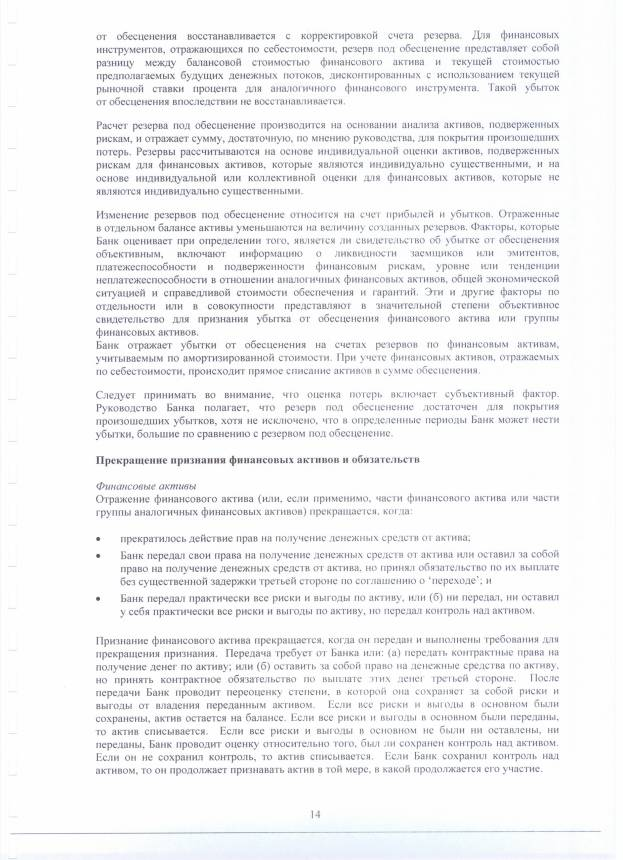 от обесценения восстанавливается с корректировкой счета резерва. Для финансовых
инструментов, отражающихся по себестоимости, резерв под обесценение представляет собой
разницу между балансовой стоимостью финансового актива и текущей стоимостью
предполагаемых будущих денежных потоков, дисконтированных с использованием текущей
рыночной ставки процента для аналогичного финансового инструмента. Такой убыток
от обесценения впоследствии не восстанавливается.
Расчет резерва под обесценение производится на основании анализа активов, подверженных
рискам, и отражает сумму, достаточную, по мнению руководства, для покрытия произошедших
потерь. Резервы рассчитываются на основе индивидуальной оценки активов, подверженных
рискам для финансовых активов, которые являются индивидуально существенными, и на
основе индивидуальной или коллективной оценки для финансовых активов, которые не
являются индивидуально существенными.
Изменение резервов под обесценение относится на счет прибылей и убытков. Отраженные
в отдельном балансе активы уменьшаются на величину созданных резервов. Факторы, которые
Банк оценивает при определении того, является ли свидетельство об убытке от обесценения
объективным, включают информацию о ликвидности заемщиков или эмитентов,
платежеспособности и подверженности финансовым рискам, уровне или тенденции
неплатежеспособности в отношении аналогичных финансовых активов, общей экономической
ситуацией и справедливой стоимости обеспечения и гарантий. Эти и другие факторы по
отдельности или в совокупности представляют в значительной степени объективное
свидетельство для признания убытка от обесценения финансового актива или группы
финансовых активов.
Банк отражает убытки от обесценения на счетах резервов по финансовым активам,
учитываемым по амортизированной стоимости. При учете финансовых активов, отражаемых
по себестоимости, происходит прямое списание активов в сумме обесценения.
Следует принимать во внимание, что оценка потерь включает субъективный фактор.
Руководство Банка полагает, что резерв под обесценение достаточен для покрытия
произошедших убытков, хотя не исключено, что в определенные периоды Банк может нести
убытки, большие по сравнению с резервом под обесценение.
Прекращение признания финансовых активов и обязательств
Финансовые активы
Отражение финансового актива (или, если применимо, части финансового актива или части
группы аналогичных финансовых активов) прекращается, когда:
• прекратилось действие прав на получение денежных средств от актива;
• Банк передал свои права на получение денежных средств от актива или оставил за собой
право на получение денежных средств от актива, но принял обязательство по их выплате
без существенной задержки третьей стороне по соглашению о ‘переходе’; и
• Банк передал практически все риски и выгоды по активу, или (б) ни передал, ни оставил
у себя практически все риски и выгоды по активу, но передал контроль над активом.
Признание финансового актива прекращается, когда он передан и выполнены требования для
прекращения признания. Передача требует от Банка или: (а) передать контрактные права на
получение денег по активу; или (б) оставить за собой право на денежные средства по активу,
но принять контрактное обязательство по выплате этих денег третьей стороне. После
передачи Банк проводит переоценку степени, в которой она сохраняет за собой риски и
выгоды от владения переданным активом. Если все риски и выгоды в основном были
сохранены, актив остается на балансе. Если все риски и выгоды в основном были переданы,
то актив списывается. Если все риски и выгоды в основном не были ни оставлены, ни
переданы, Банк проводит оценку относительно того, был ли сохранен контроль над активом.
Если он не сохранил контроль, то актив списывается. Если Банк сохранил контроль над
активом, то он продолжает признавать актив в той мере, в какой продолжается его участие.
14